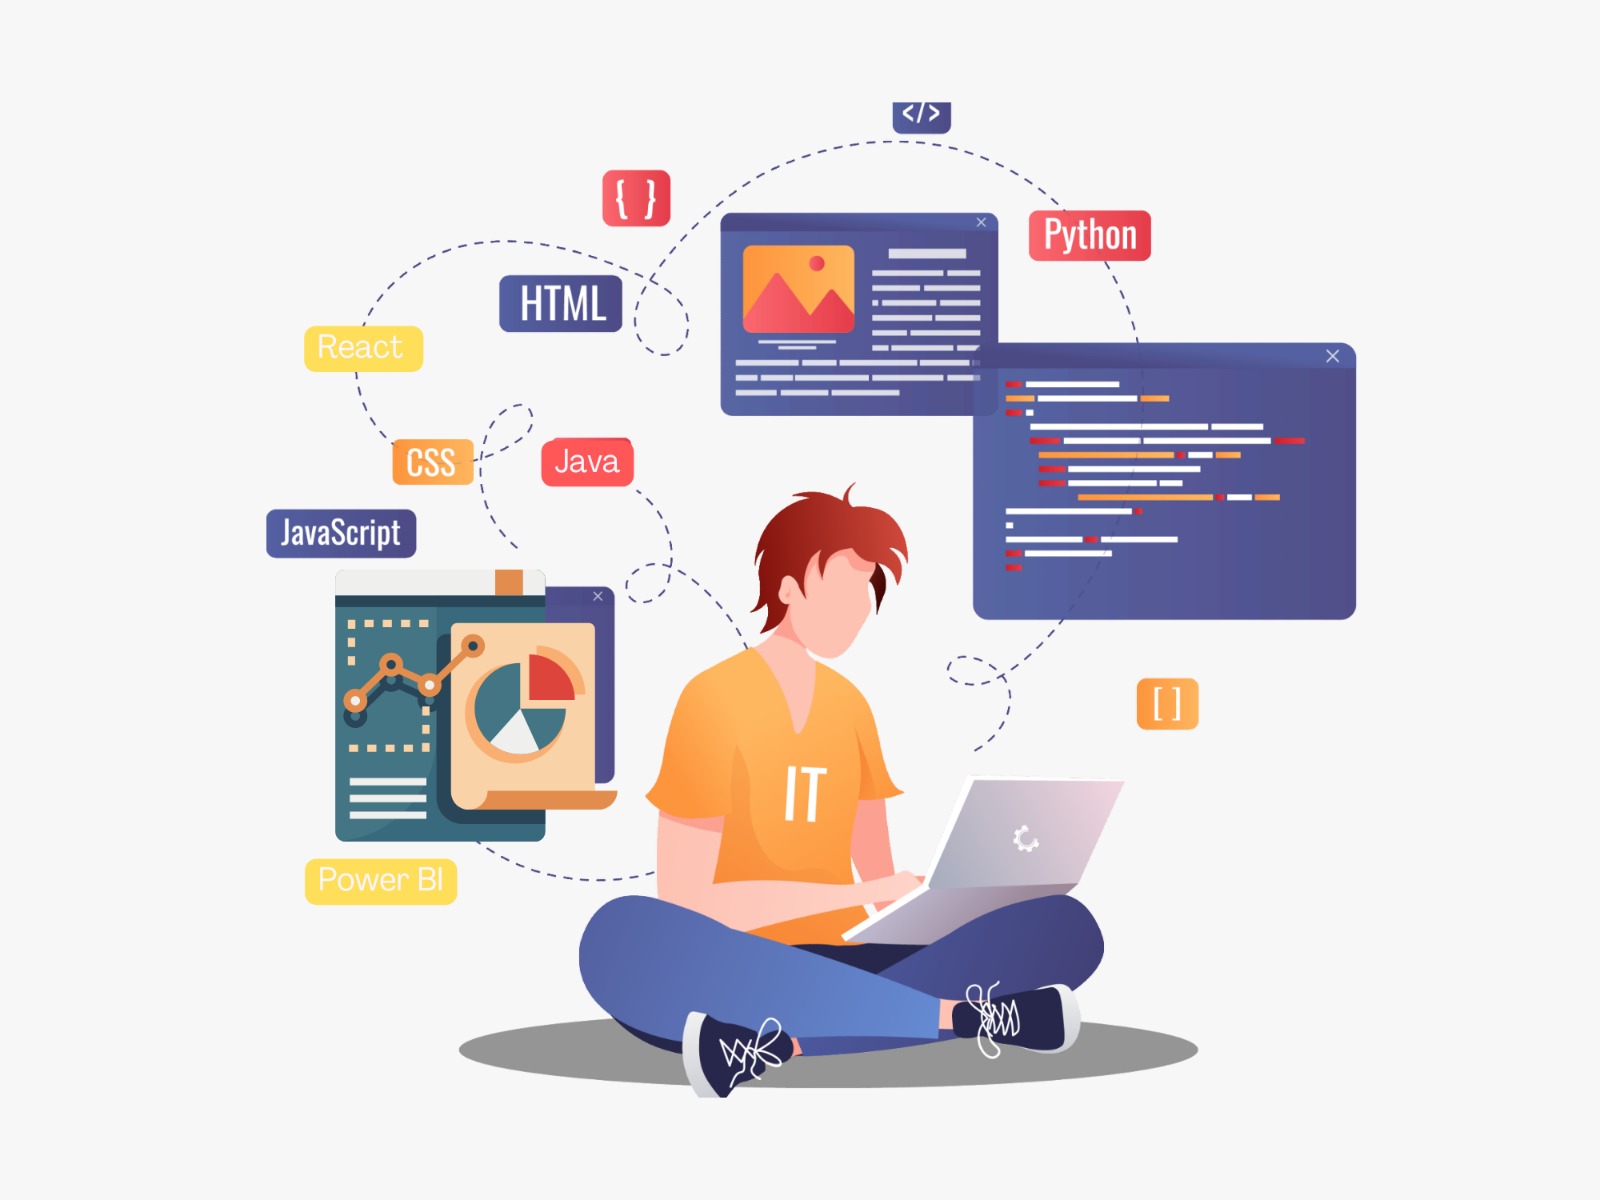 </>
{ }
Python
HTML
React
CSS
Java
JavaScript
[ ]
IT
Power BI